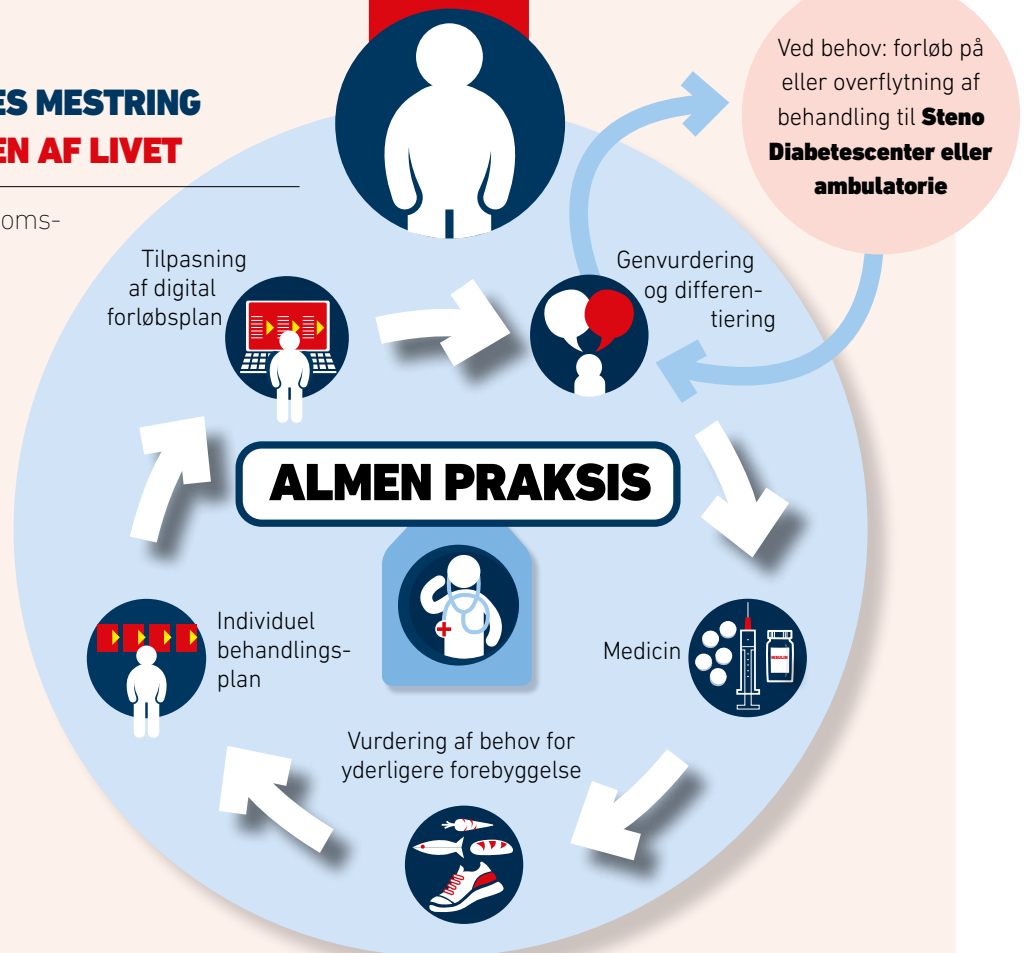 ES MESTRING
EN AF LIVET
oms-
Ved behov: forløb på
eller overflytning af
behandling til Steno
Diabetescenter eller
ambulatorie
Tilpasning
af digital
forløbsplan
Genvurdering
og differen-
tiering
ALMEN PRAKSIS
Individuel
behandlings-
plan
Medicin
INSULIN
Vurdering af behov for
yderligere forebyggelse